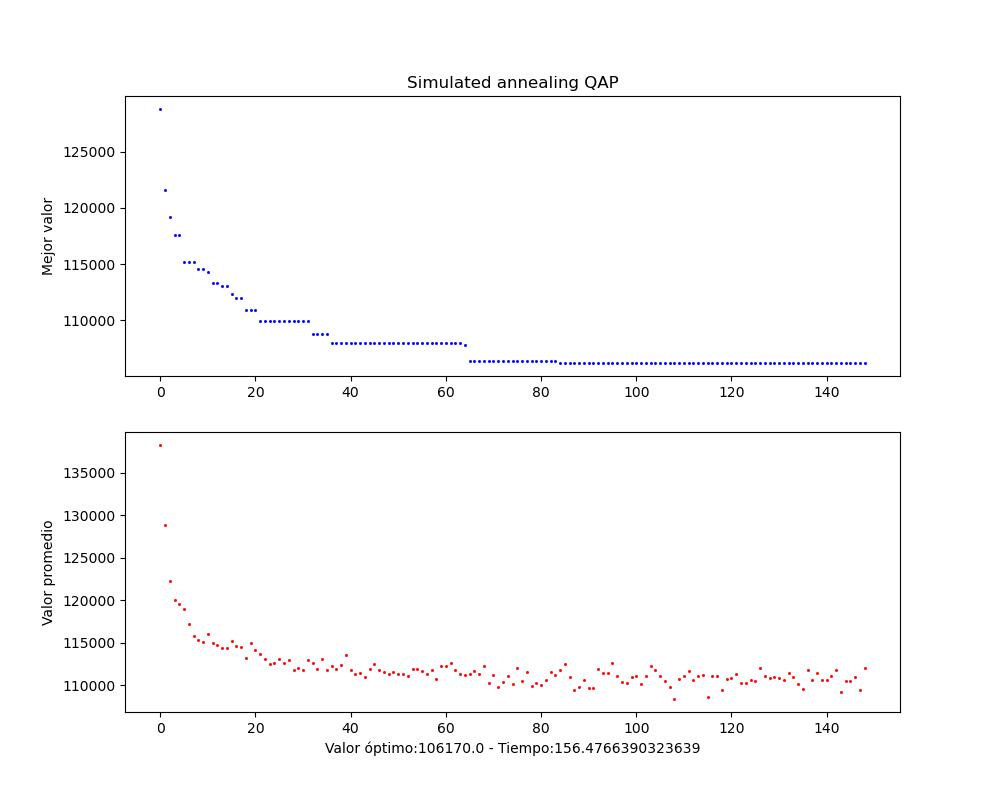 Simulated annealing QAP
Mejor valor
125000
120000
115000
110000
0 20 40 60 80 100 120 140
Valor promedio
135000
130000
125000
120000
115000
110000
0 20 40 60 80 100 120 140
Valor óptimo:106170.0 - Tiempo:156.4766390323639